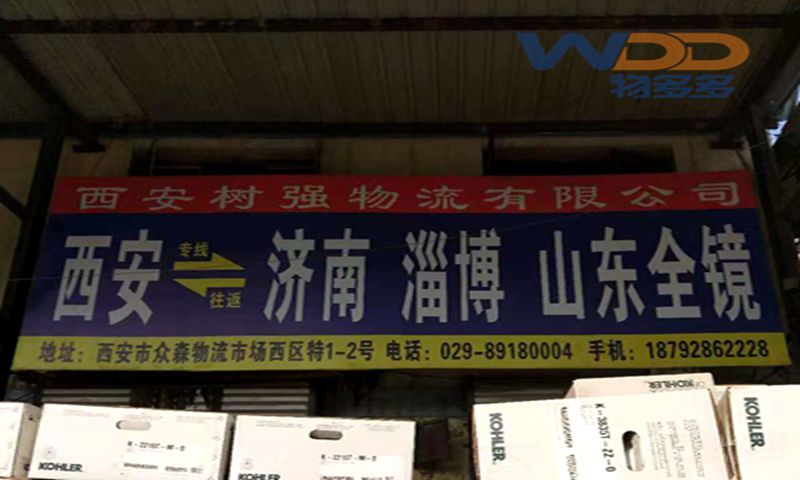 WDD
物多多
西安树强物流有限公司
西安 专线 往返 济南 淄博 山东全镜
地址：西安市众森物流市场西区特1-2号 电话：029-89180004 手机：18792862228
KOHLER
K-3835T-Z2-0
KOHLER
KOHLER
KOHLER
KOHLER